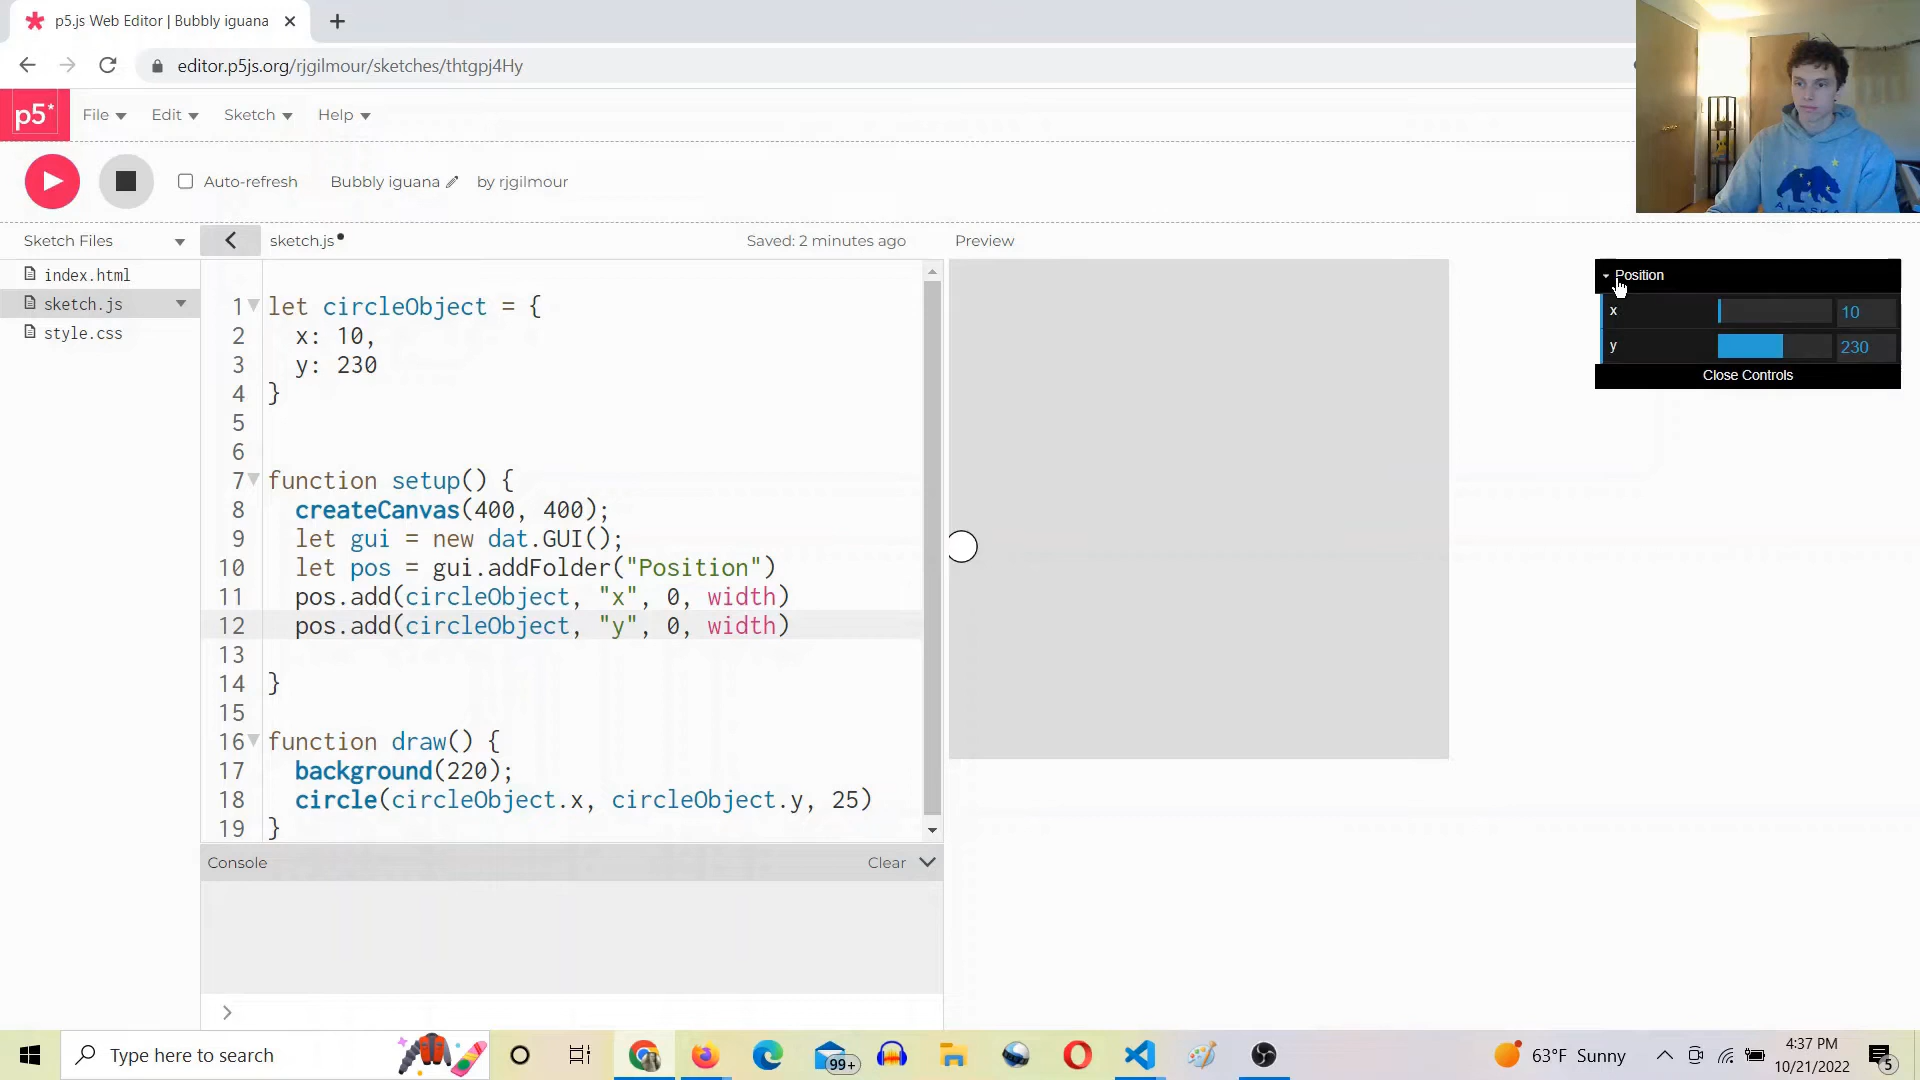 p5.js Web Editor | Bubbly iguana
editor.p5js.org/rjgilmour/sketches/thtgpj4Hy
p5* File Edit Sketch Help
Auto-refresh Bubbly iguana by rjgilmour
Sketch Files sketch.js Saved: 2 minutes ago Preview
index.html
sketch.js
style.css
1 let circleObject = {
2 x: 10,
3 y: 230
4 }
5
6
7 function setup() {
8 createCanvas(400, 400);
9 let gui = new dat.GUI();
10 let pos = gui.addFolder("Position")
11 pos.add(circleObject, "x", 0, width)
12 pos.add(circleObject, "y", 0, width)
13
14 }
15
16 function draw() {
17 background(220);
18 circle(circleObject.x, circleObject.y, 25)
19 }
Console Clear
Position
x 10
y 230
Close Controls
ALASKA
Type here to search
99+
63°F Sunny
4:37 PM
10/21/2022
5